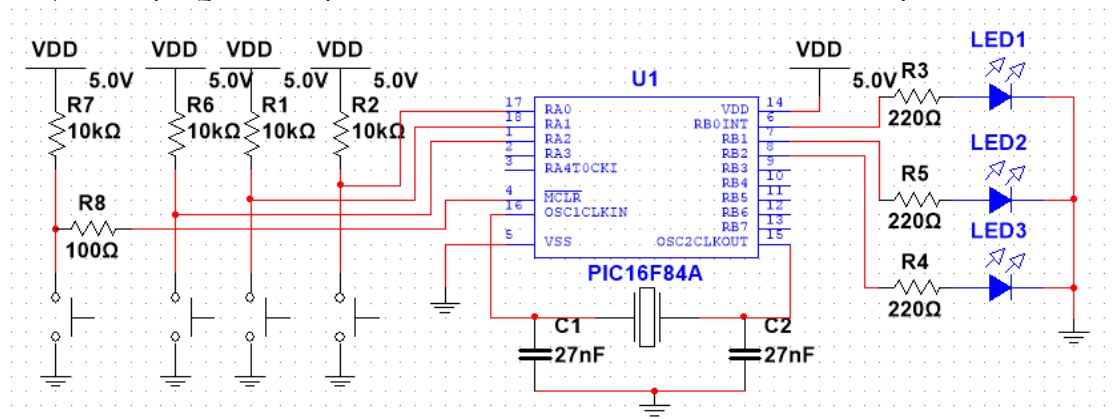 VDD 5.0V
VDD 5.0V
VDD 5.0V
VDD 5.0V
R7
10kΩ
R6
10kΩ
R1
10kΩ
R2
10kΩ
R8
100Ω
U1
17 RA0
18 RA1
1 RA2
2 RA3
3 RA4T0CKI
4 MCLR
16 OSC1CLKIN
5 VSS
VDD 14
RB0INT 6
RB1 7
RB2 8
RB3 9
RB4 10
RB5 11
RB6 12
RB7 13
OSC2CLKOUT 15
PIC16F84A
C1
27nF
C2
27nF
VDD
5.0V
R3
220Ω
LED1
R5
220Ω
LED2
R4
220Ω
LED3